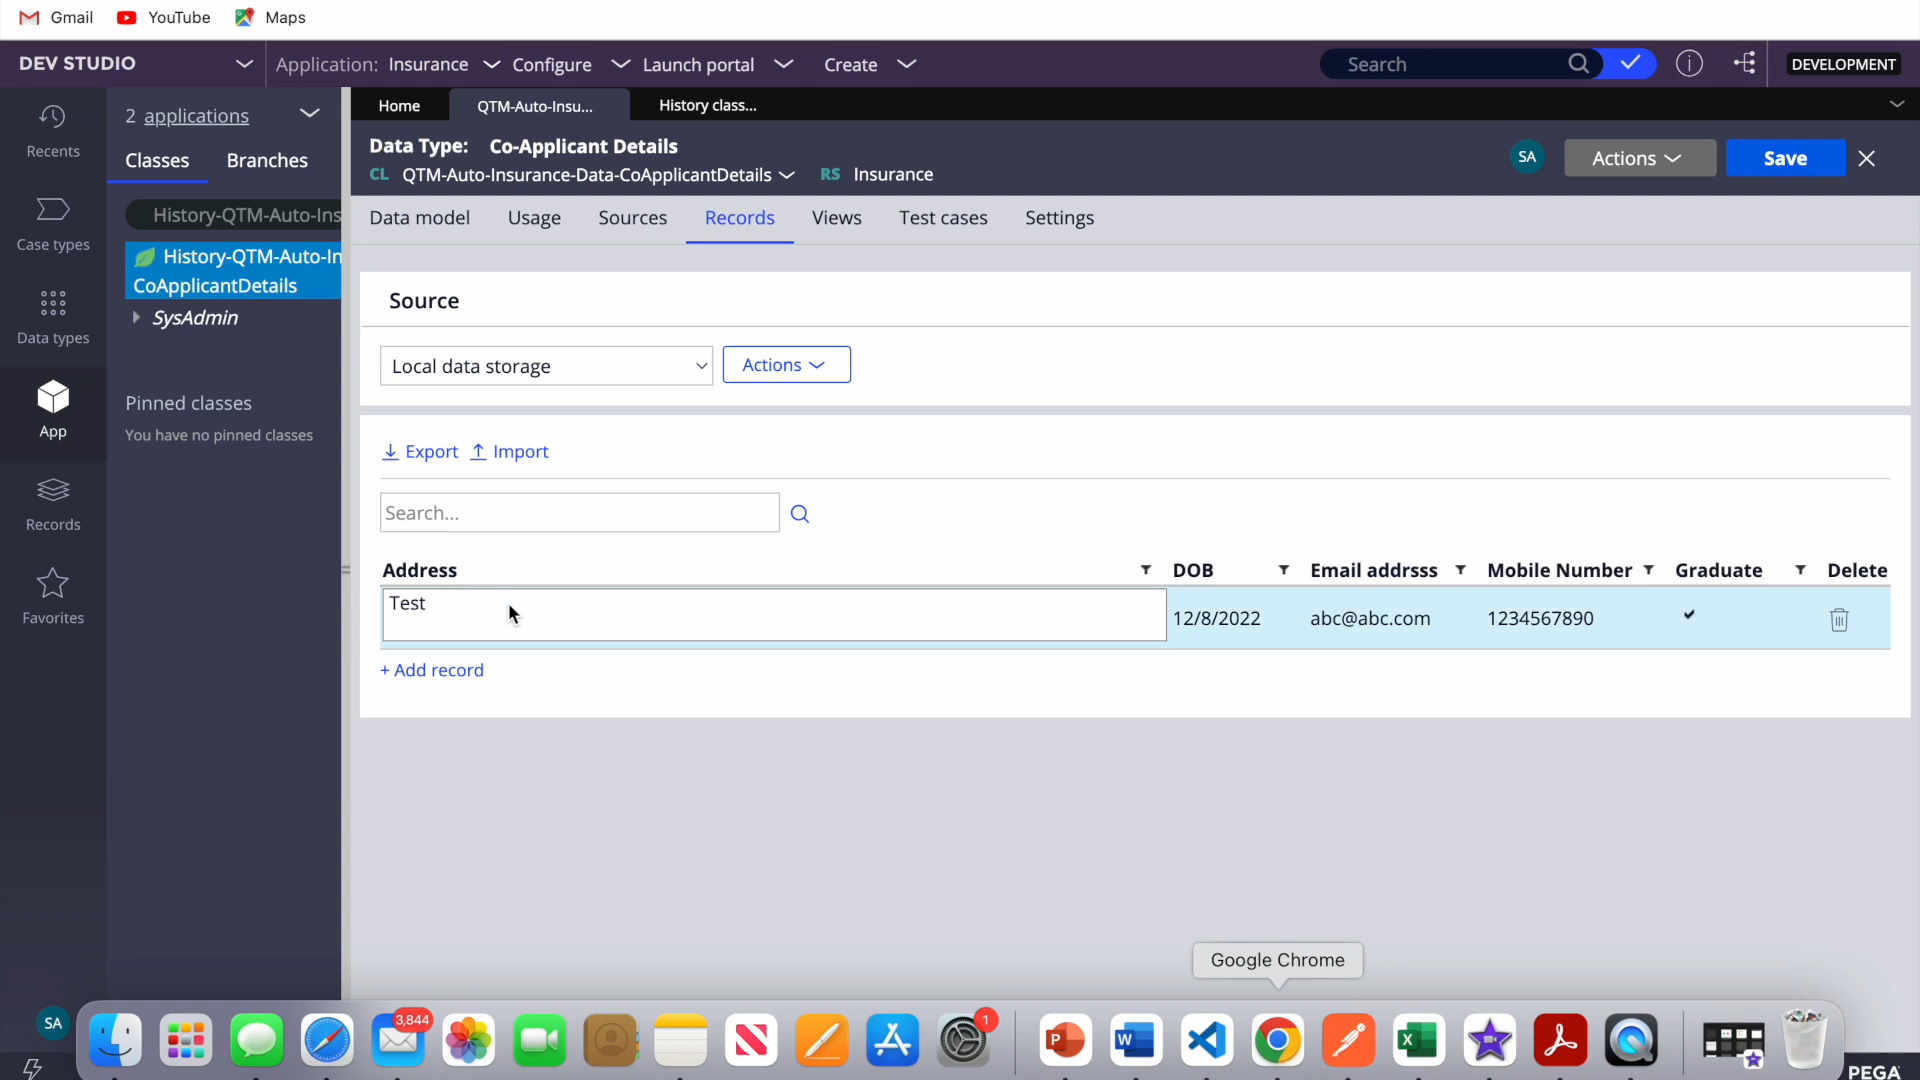 Gmail YouTube Maps
DEV STUDIO Application: Insurance Configure Launch portal Create Search DEVELOPMENT
Recents
Case types
Data types
App
Records
Favorites
SA
2 applications
Classes Branches
History-QTM-Auto-Ins
History-QTM-Auto-In
CoApplicantDetails
SysAdmin
Pinned classes
You have no pinned classes
Home QTM-Auto-Insu... History class...
Data Type: Co-Applicant Details
CL QTM-Auto-Insurance-Data-CoApplicantDetails RS Insurance
SA Actions Save
Data model Usage Sources Records Views Test cases Settings
Source
Local data storage Actions
Export Import
Search...
Address DOB Email addrsss Mobile Number Graduate Delete
Test 12/8/2022 abc@abc.com 1234567890
+ Add record
Google Chrome
3,844 1
P W X
PEGA